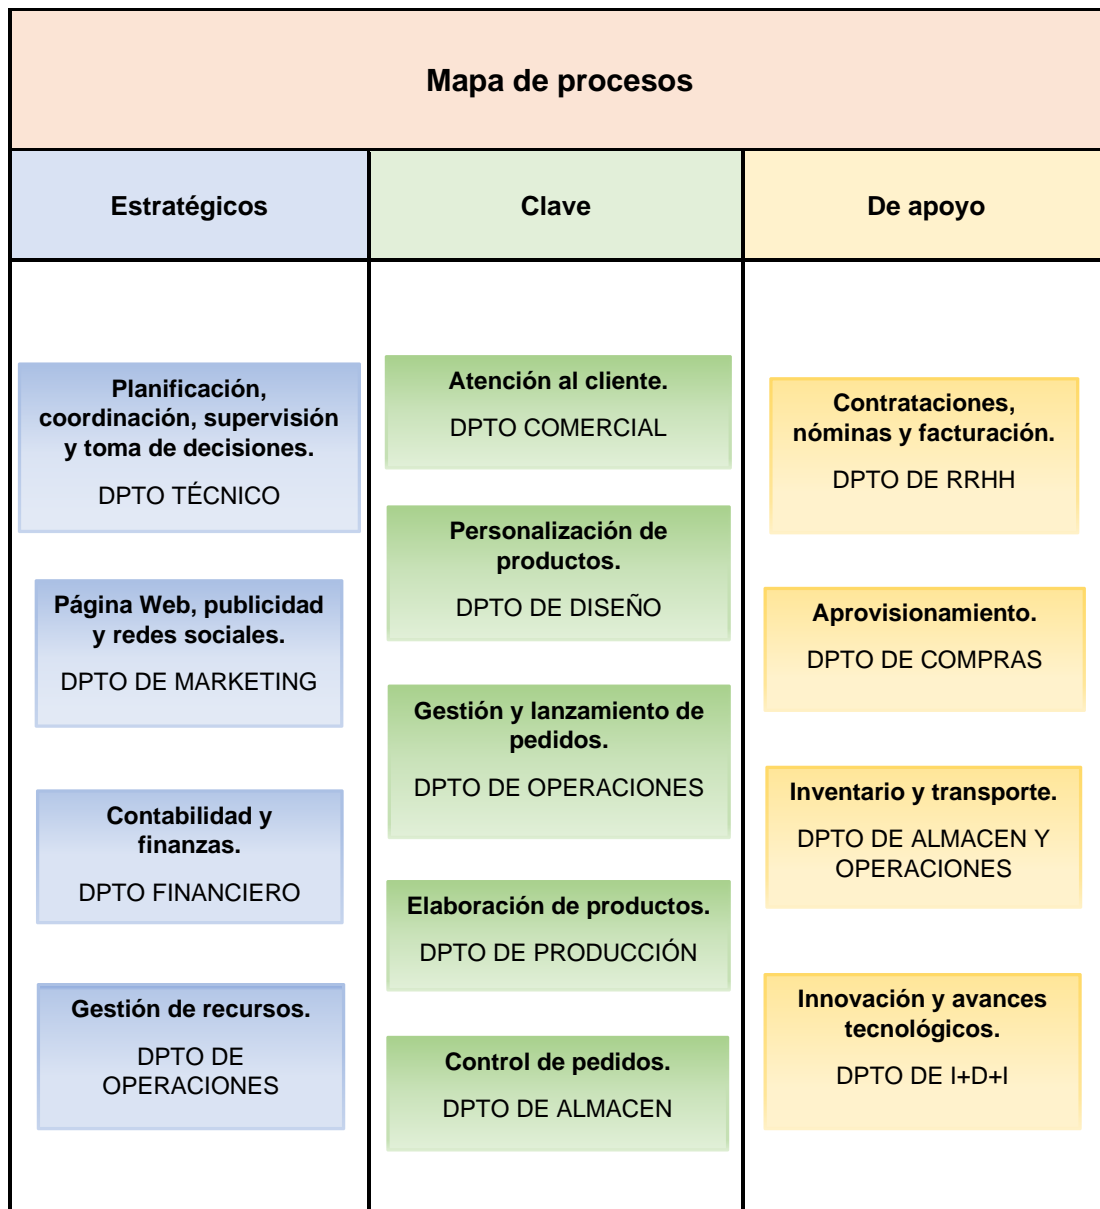 Mapa de procesos
Estratégicos
Clave
De apoyo
Planificación,
coordinación, supervisión
y toma de decisiones.
DPTO TÉCNICO
Página Web, publicidad
y redes sociales.
DPTO DE MARKETING
Contabilidad y
finanzas.
DPTO FINANCIERO
Gestión de recursos.
DPTO DE
OPERACIONES
Atención al cliente.
DPTO COMERCIAL
Personalización de
productos.
DPTO DE DISEÑO
Gestión y lanzamiento de
pedidos.
DPTO DE OPERACIONES
Elaboración de productos.
DPTO DE PRODUCCIÓN
Control de pedidos.
DPTO DE ALMACEN
Contrataciones,
nóminas y facturación.
DPTO DE RRHH
Aprovisionamiento.
DPTO DE COMPRAS
Inventario y transporte.
DPTO DE ALMACEN Y
OPERACIONES
Innovación y avances
tecnológicos.
DPTO DE I+D+I